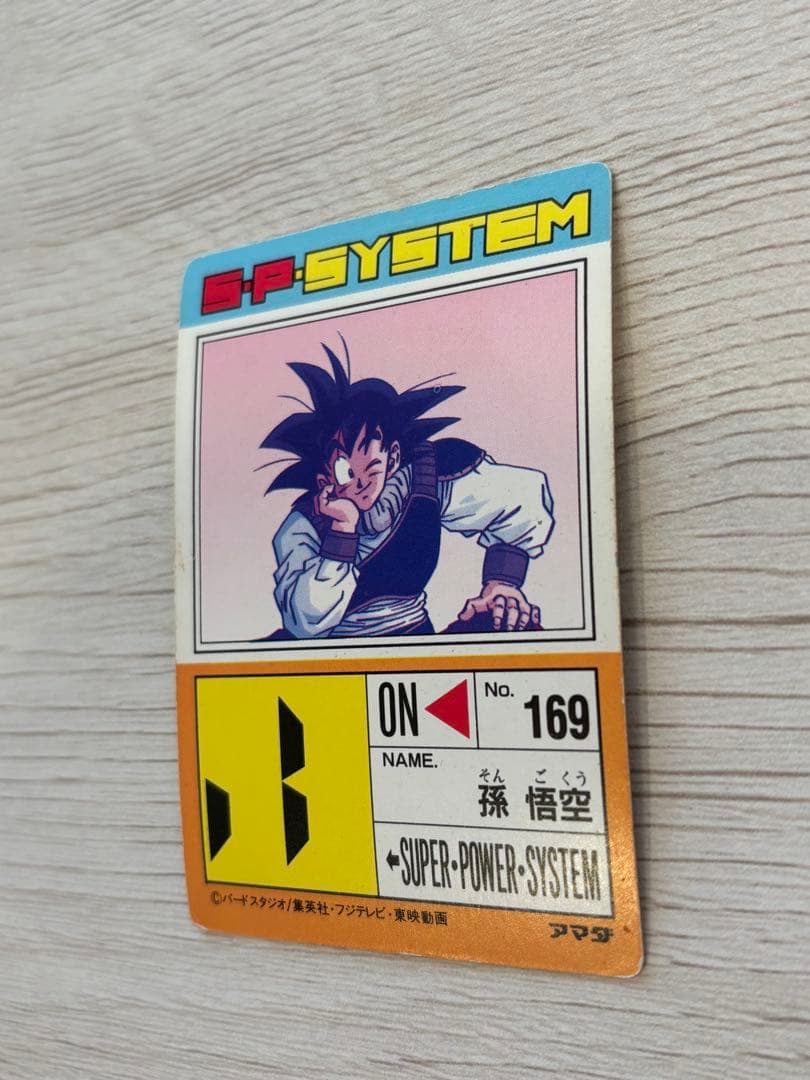 S・P・SYSTEM
ON
No. 169
NAME.
そん ご くう
孫 悟空
←SUPER・POWER・SYSTEM
©バードスタジオ/集英社・フジテレビ・東映動画
アマダ